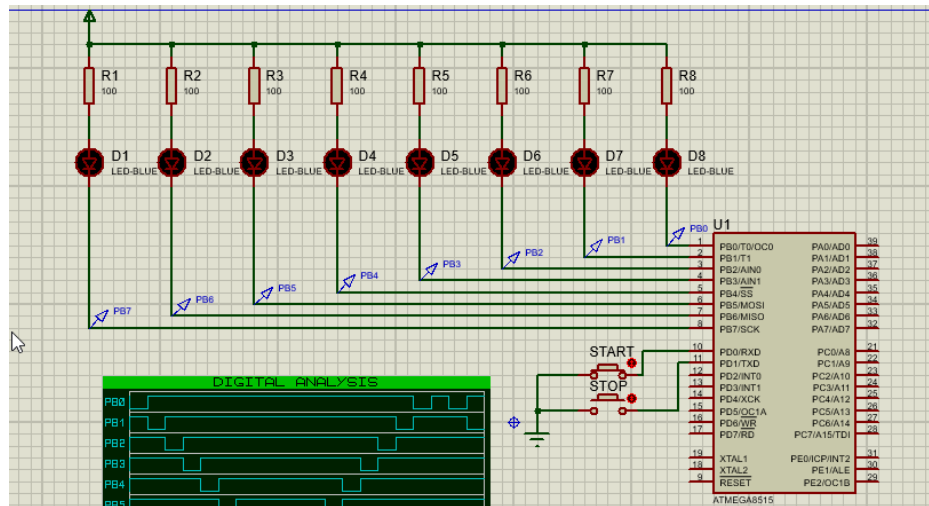 R1 R2 R3 R4 R5 R6 R7 R8
100 100 100 100 100 100 100 100
D1 D2 D3 D4 D5 D6 D7 D8
LED-BLUE LED-BLUE LED-BLUE LED-BLUE LED-BLUE LED-BLUE LED-BLUE LED-BLUE
U1
PB0
PB1
PB2
PB3
PB4
PB5
PB6
PB7
1 PB0/T0/OC0 PA0/AD0 39
2 PB1/T1 PA1/AD1 38
3 PB2/AIN0 PA2/AD2 37
4 PB3/AIN1 PA3/AD3 36
5 PB4/SS PA4/AD4 35
6 PB5/MOSI PA5/AD5 34
7 PB6/MISO PA6/AD6 33
8 PB7/SCK PA7/AD7 32
10 PD0/RXD PC0/A8 21
11 PD1/TXD PC1/A9 22
12 PD2/INT0 PC2/A10 23
13 PD3/INT1 PC3/A11 24
14 PD4/XCK PC4/A12 25
15 PD5/OC1A PC5/A13 26
16 PD6/WR PC6/A14 27
17 PD7/RD PC7/A15/TDI 28
19 XTAL1 PE0/ICP/INT2 31
18 XTAL2 PE1/ALE 30
9 RESET PE2/OC1B 29
ATMEGA8515
START
STOP
DIGITAL ANALYSIS
PB0
PB1
PB2
PB3
PB4
PB5